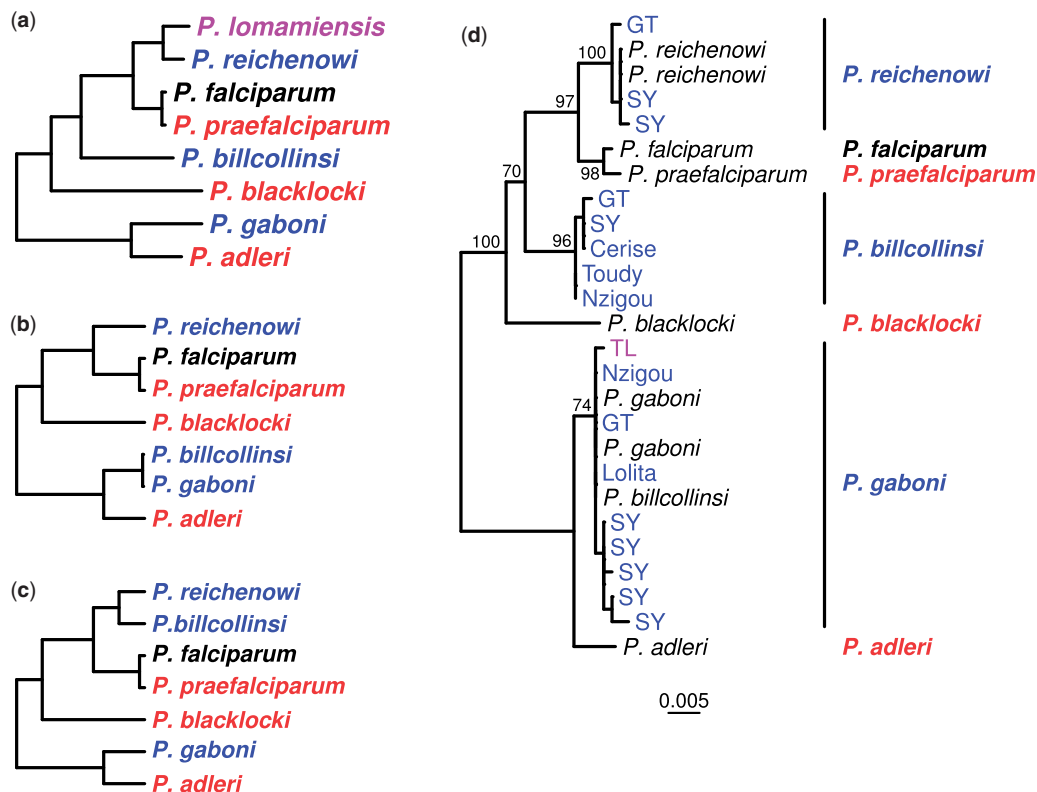 (a)
P. lomamiensis
P. reichenowi
P. falciparum
P. praefalciparum
P. billcollinsi
P. blacklocki
P. gaboni
P. adleri
(b)
P. reichenowi
P. falciparum
P. praefalciparum
P. blacklocki
P. billcollinsi
P. gaboni
P. adleri
(c)
P. reichenowi
P.billcollinsi
P. falciparum
P. praefalciparum
P. blacklocki
P. gaboni
P. adleri
(d)
GT
100
P. reichenowi
P. reichenowi
P. reichenowi
SY
97
SY
P. falciparum
P. falciparum
98
P. praefalciparum
P. praefalciparum
70
GT
SY
100
96
Cerise
P. billcollinsi
Toudy
Nzigou
P. blacklocki
P. blacklocki
TL
Nzigou
P. gaboni
74
GT
P. gaboni
Lolita
P. gaboni
P. billcollinsi
SY
SY
SY
SY
SY
P. adleri
P. adleri
0.005